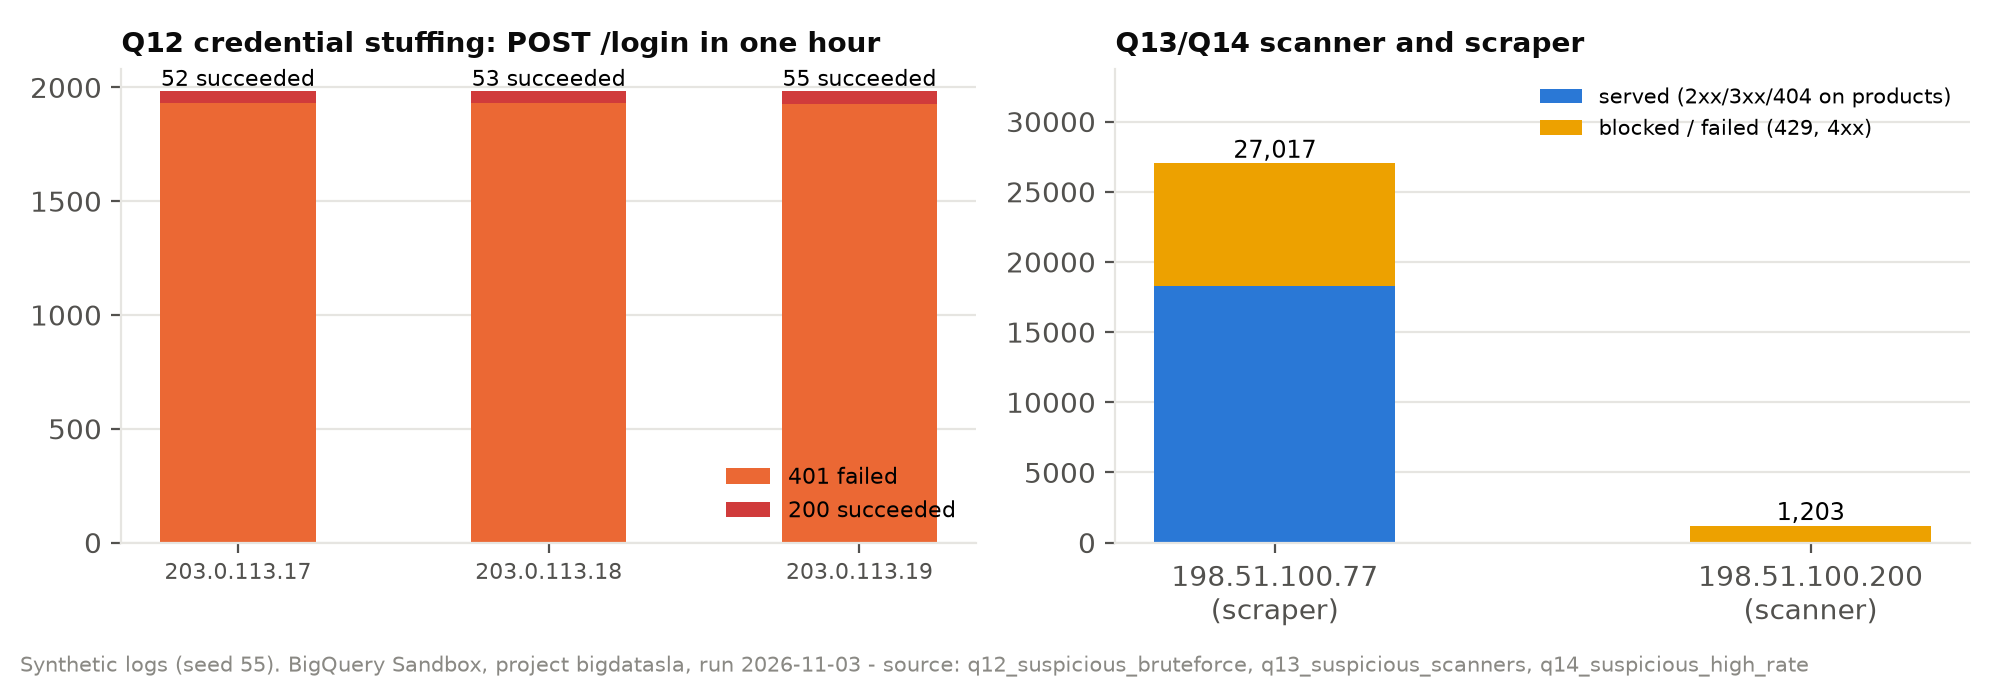 Q12 credential stuffing: POST /login in one hour
52 succeeded
53 succeeded
55 succeeded
2000
1500
1000
500
0
401 failed
200 succeeded
203.0.113.17
203.0.113.18
203.0.113.19
Q13/Q14 scanner and scraper
served (2xx/3xx/404 on products)
blocked / failed (429, 4xx)
30000
25000
20000
15000
10000
5000
0
27,017
1,203
198.51.100.77
(scraper)
198.51.100.200
(scanner)
Synthetic logs (seed 55). BigQuery Sandbox, project bigdatasla, run 2026-11-03 - source: q12_suspicious_bruteforce, q13_suspicious_scanners, q14_suspicious_high_rate